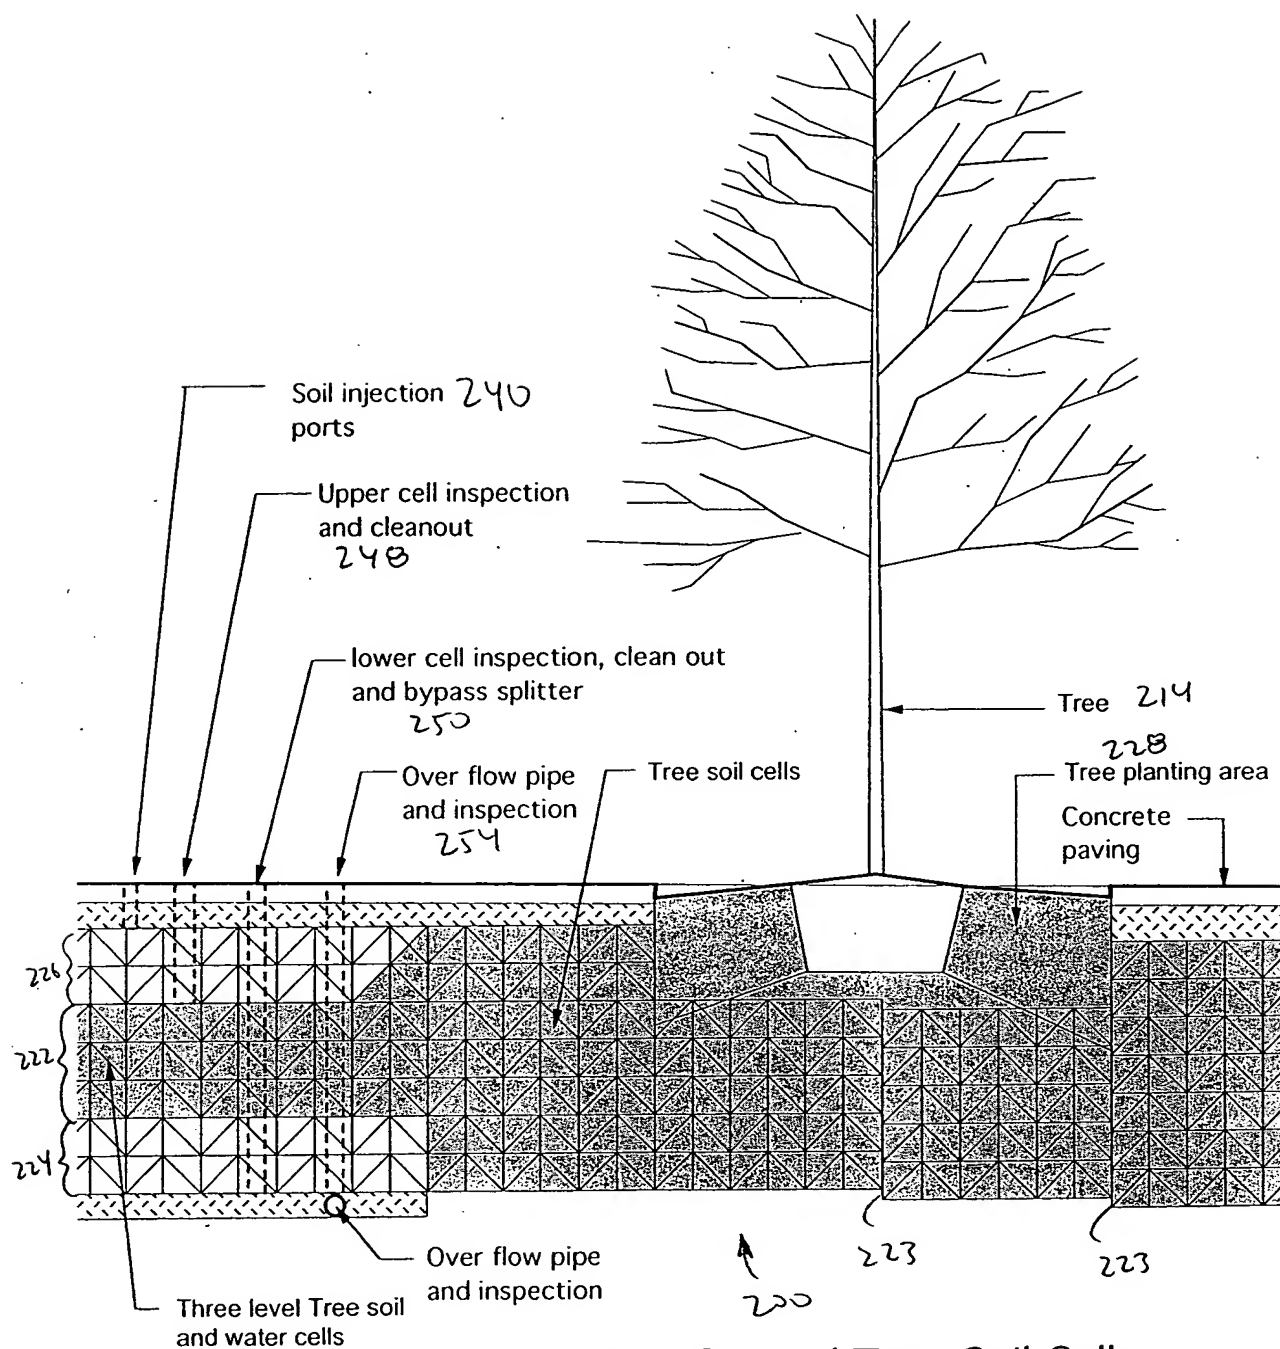 Soil injection 240
ports
Upper cell inspection
and cleanout
248
lower cell inspection, clean out
and bypass splitter
250
Tree 214
228
Over flow pipe
and inspection
254
Tree soil cells
Tree planting area
Concrete
paving
226
222
224
223
223
Over flow pipe
and inspection
200
Three level Tree soil
and water cells